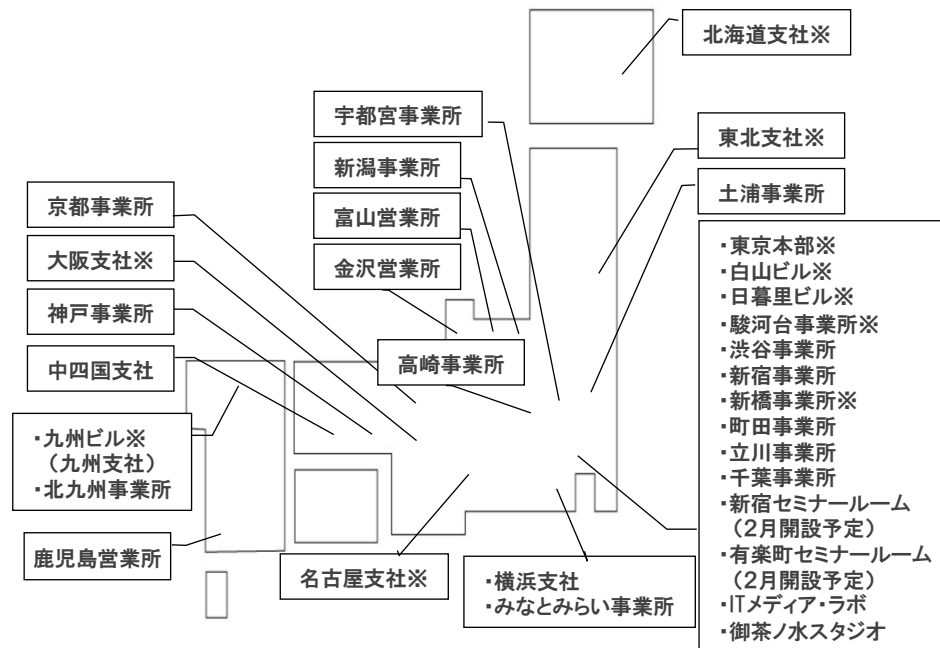 北海道支社※
宇都宮事業所
東北支社※
新潟事業所
土浦事業所
京都事業所
富山営業所
大阪支社※
金沢営業所
神戸事業所
高崎事業所
中四国支社
・九州ビル※
（九州支社）
・北九州事業所
鹿児島営業所
名古屋支社※
・横浜支社
・みなとみらい事業所
・東京本部※
・白山ビル※
・日暮里ビル※
・駿河台事業所※
・渋谷事業所
・新宿事業所
・新橋事業所※
・町田事業所
・立川事業所
・千葉事業所
・新宿セミナールーム
（2月開設予定）
・有楽町セミナールーム
（2月開設予定）
・ITメディア・ラボ
・御茶ノ水スタジオ